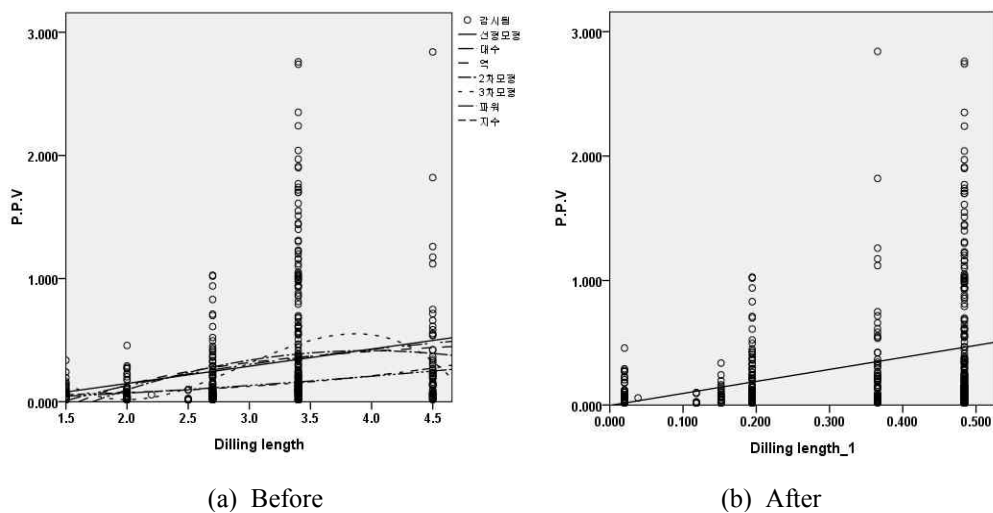 3.000
2.000
1.000
0.000
P.P.V
1.5 2.0 2.5 3.0 3.5 4.0 4.5
Dilling length
감시됨
선형모형
대수
역
2차모형
3차모형
파워
지수
3.000
2.000
1.000
0.000
P.P.V
0.000 0.100 0.200 0.300 0.400 0.500
Dilling length_1
(a) Before
(b) After